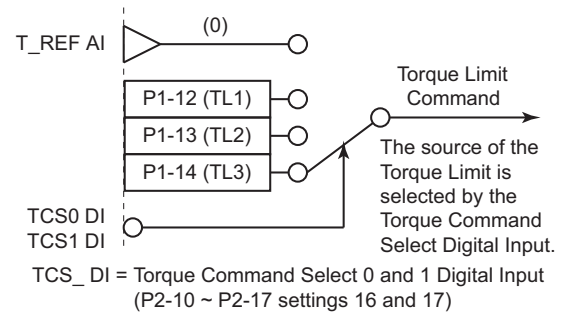 (0)
T_REF AI
P1-12 (TL1)
P1-13 (TL2)
P1-14 (TL3)
Torque Limit
Command
The source of the
Torque Limit is
selected by the
Torque Command
Select Digital Input.
TCS0 DI
TCS1 DI
TCS_ DI = Torque Command Select 0 and 1 Digital Input
(P2-10 ~ P2-17 settings 16 and 17)